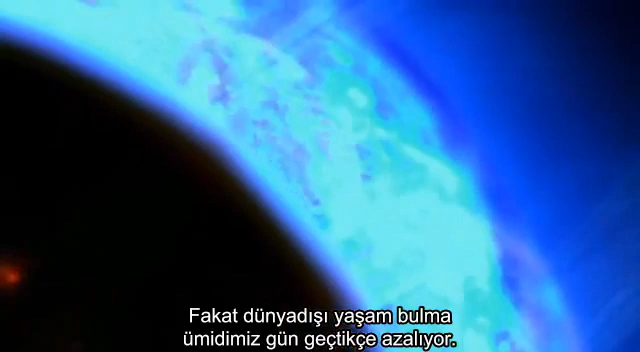 Fakat dünyadışı yaşam bulma
ümidimiz gün geçtikçe azalıyor.